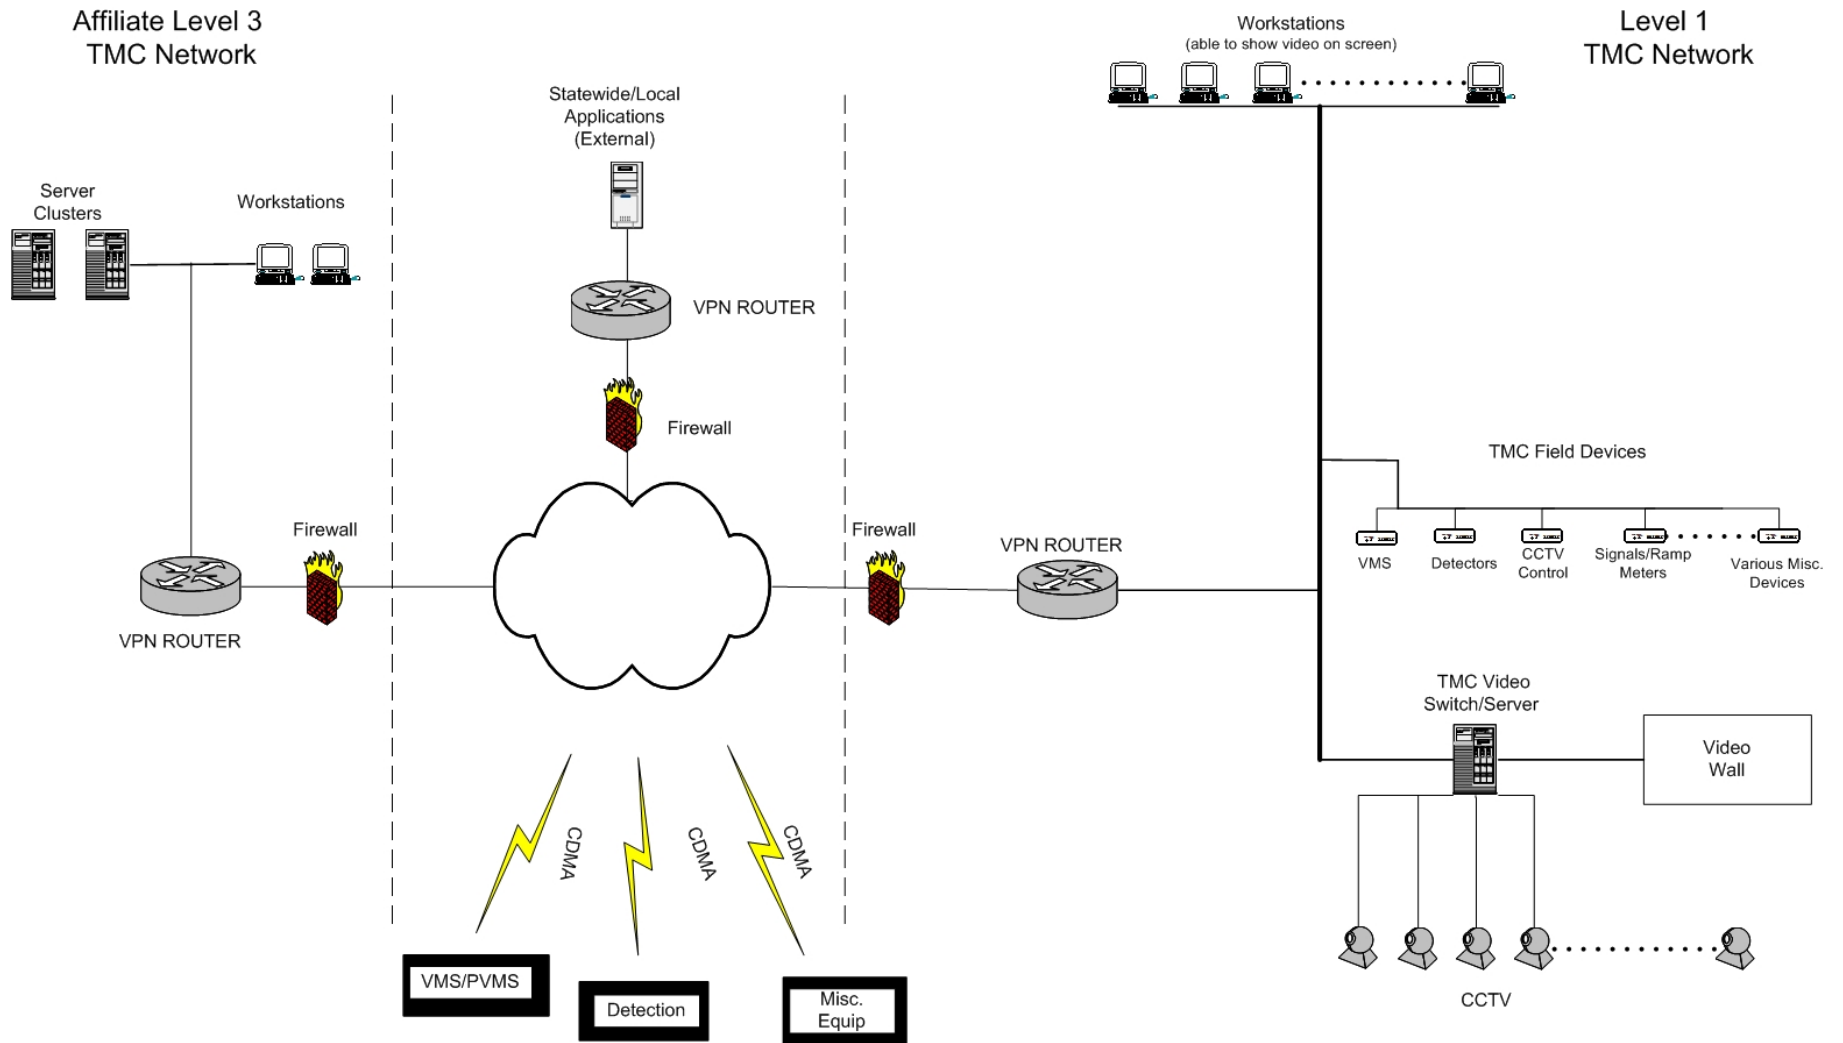 Affiliate Level 3
TMC Network
Workstations
(able to show video on screen)
Level 1
TMC Network
Statewide/Local
Applications
(External)
Server
Clusters
Workstations
VPN ROUTER
Firewall
TMC Field Devices
Firewall
Firewall
VPN ROUTER
VMS
Detectors
CCTV
Control
Signals/Ramp
Meters
Various Misc.
Devices
VPN ROUTER
TMC Video
Switch/Server
Video
Wall
CDMA
CDMA
CDMA
VMS/PVMS
Detection
Misc.
Equip
CCTV